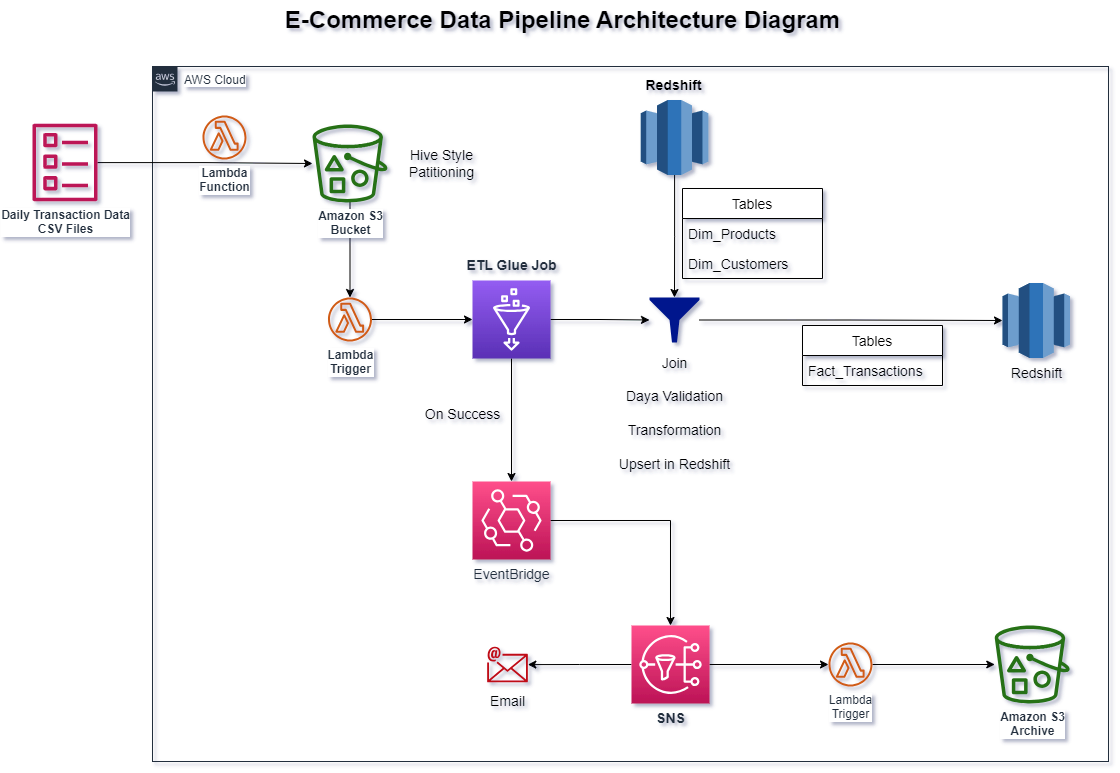 E-Commerce Data Pipeline Architecture Diagram
aws
AWS Cloud
Redshift
Lambda
Function
Hive Style
Patitioning
Daily Transaction Data
CSV Files
Amazon S3
Bucket
Tables
Dim_Products
Dim_Customers
ETL Glue Job
Lambda
Trigger
Join
Daya Validation
Transformation
Upsert in Redshift
Tables
Fact_Transactions
Redshift
On Success
EventBridge
@
Email
SNS
Lambda
Trigger
Amazon S3
Archive